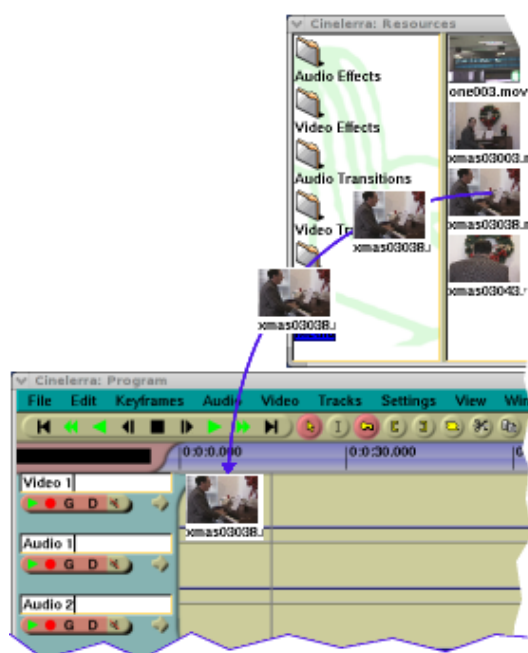 Cinelerra: Resources
Audio Effects
Video Effects
Audio Transitions
Video
one003.mov
xmas03003.
xmas03038.
xmas03043.
xmas03038.
xmas03038.
Cinelerra: Program
File Edit Keyframes Audio Video Tracks Settings View
0:0:0.000 0:0:30.000
Video 1
G D
xmas03038.
Audio 1
G D
Audio 2
G D